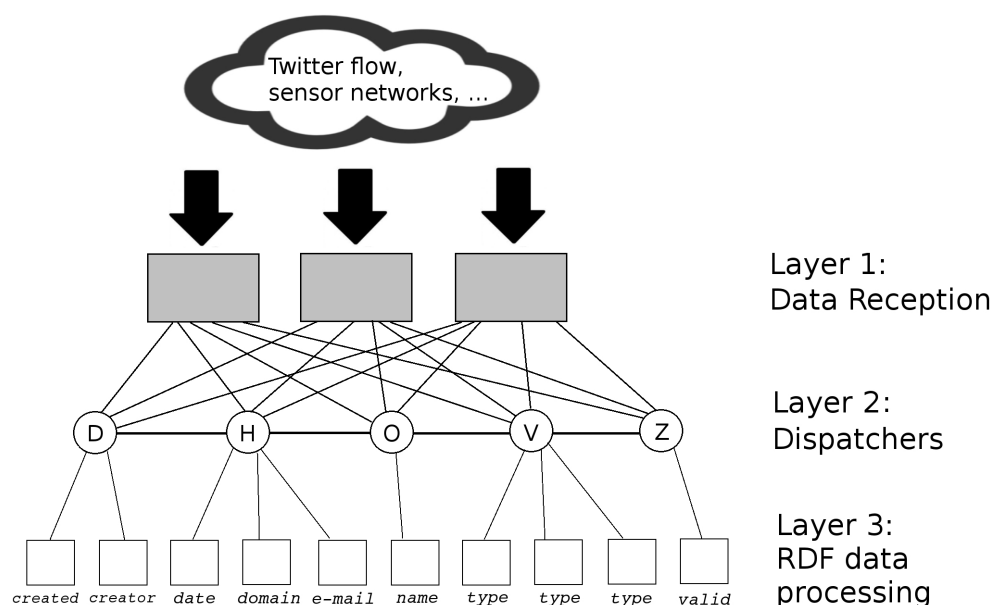 Twitter flow,
sensor networks, ...
Layer 1:
Data Reception
Layer 2:
Dispatchers
D H O V Z
Layer 3:
RDF data
processing
created creator date domain e-mail name type type type valid